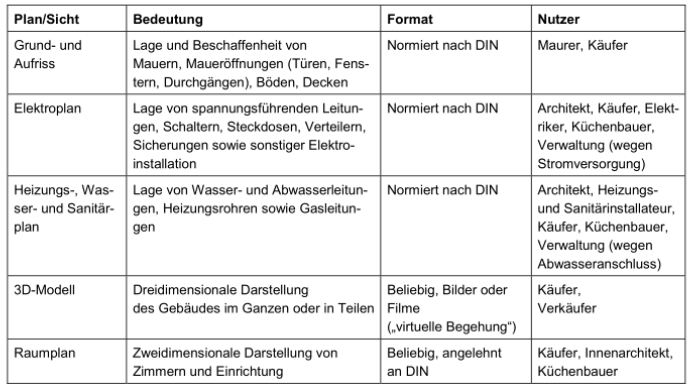 Plan/Sicht Bedeutung Format Nutzer
Grund- und Aufriss Lage und Beschaffenheit von Normiert nach DIN Maurer, Käufer
Mauern, Maueröffnungen (Türen, Fens-
tern, Durchgängen), Böden, Decken
Elektroplan Lage von spannungsführenden Leitun- Normiert nach DIN Architekt, Käufer, Elekt-
gen, Schaltern, Steckdosen, Verteilern, riker, Küchenbauer,
Sicherungen sowie sonstiger Elektro- Verwaltung (wegen
installation Stromversorgung)
Heizungs-, Was- Lage von Wasser- und Abwasserleitun- Normiert nach DIN Architekt, Heizungs-
ser- und Sanitär- gen, Heizungsrohren sowie Gasleitun- und Sanitärinstallateur,
plan gen Käufer, Küchenbauer,
Verwaltung (wegen
Abwasseranschluss)
3D-Modell Dreidimensionale Darstellung Beliebig, Bilder oder Käufer,
des Gebäudes im Ganzen oder in Teilen Filme Verkäufer
(„virtuelle Begehung“)
Raumplan Zweidimensionale Darstellung von Beliebig, angelehnt Käufer, Innenarchitekt,
Zimmern und Einrichtung an DIN Küchenbauer